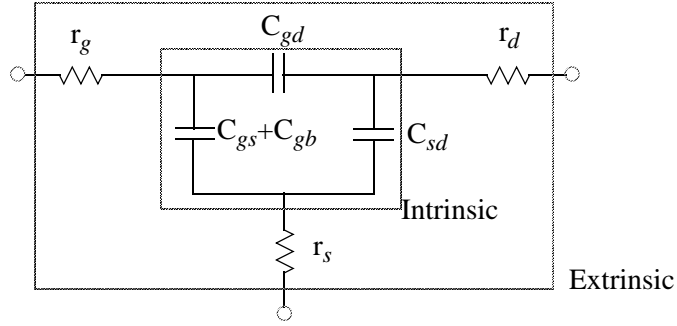 r_g
C_gd
r_d
C_gs+C_gb
C_sd
Intrinsic
r_s
Extrinsic